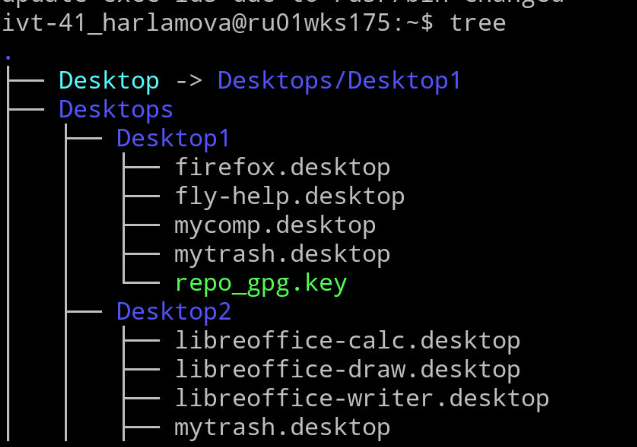 ivt-41_harlamova@ru01wks175:~$ tree
.
├── Desktop -> Desktops/Desktop1
├── Desktops
│   ├── Desktop1
│   │   ├── firefox.desktop
│   │   ├── fly-help.desktop
│   │   ├── mycomp.desktop
│   │   ├── mytrash.desktop
│   │   └── repo_gpg.key
│   ├── Desktop2
│   │   ├── libreoffice-calc.desktop
│   │   ├── libreoffice-draw.desktop
│   │   ├── libreoffice-writer.desktop
│   │   ├── mytrash.desktop